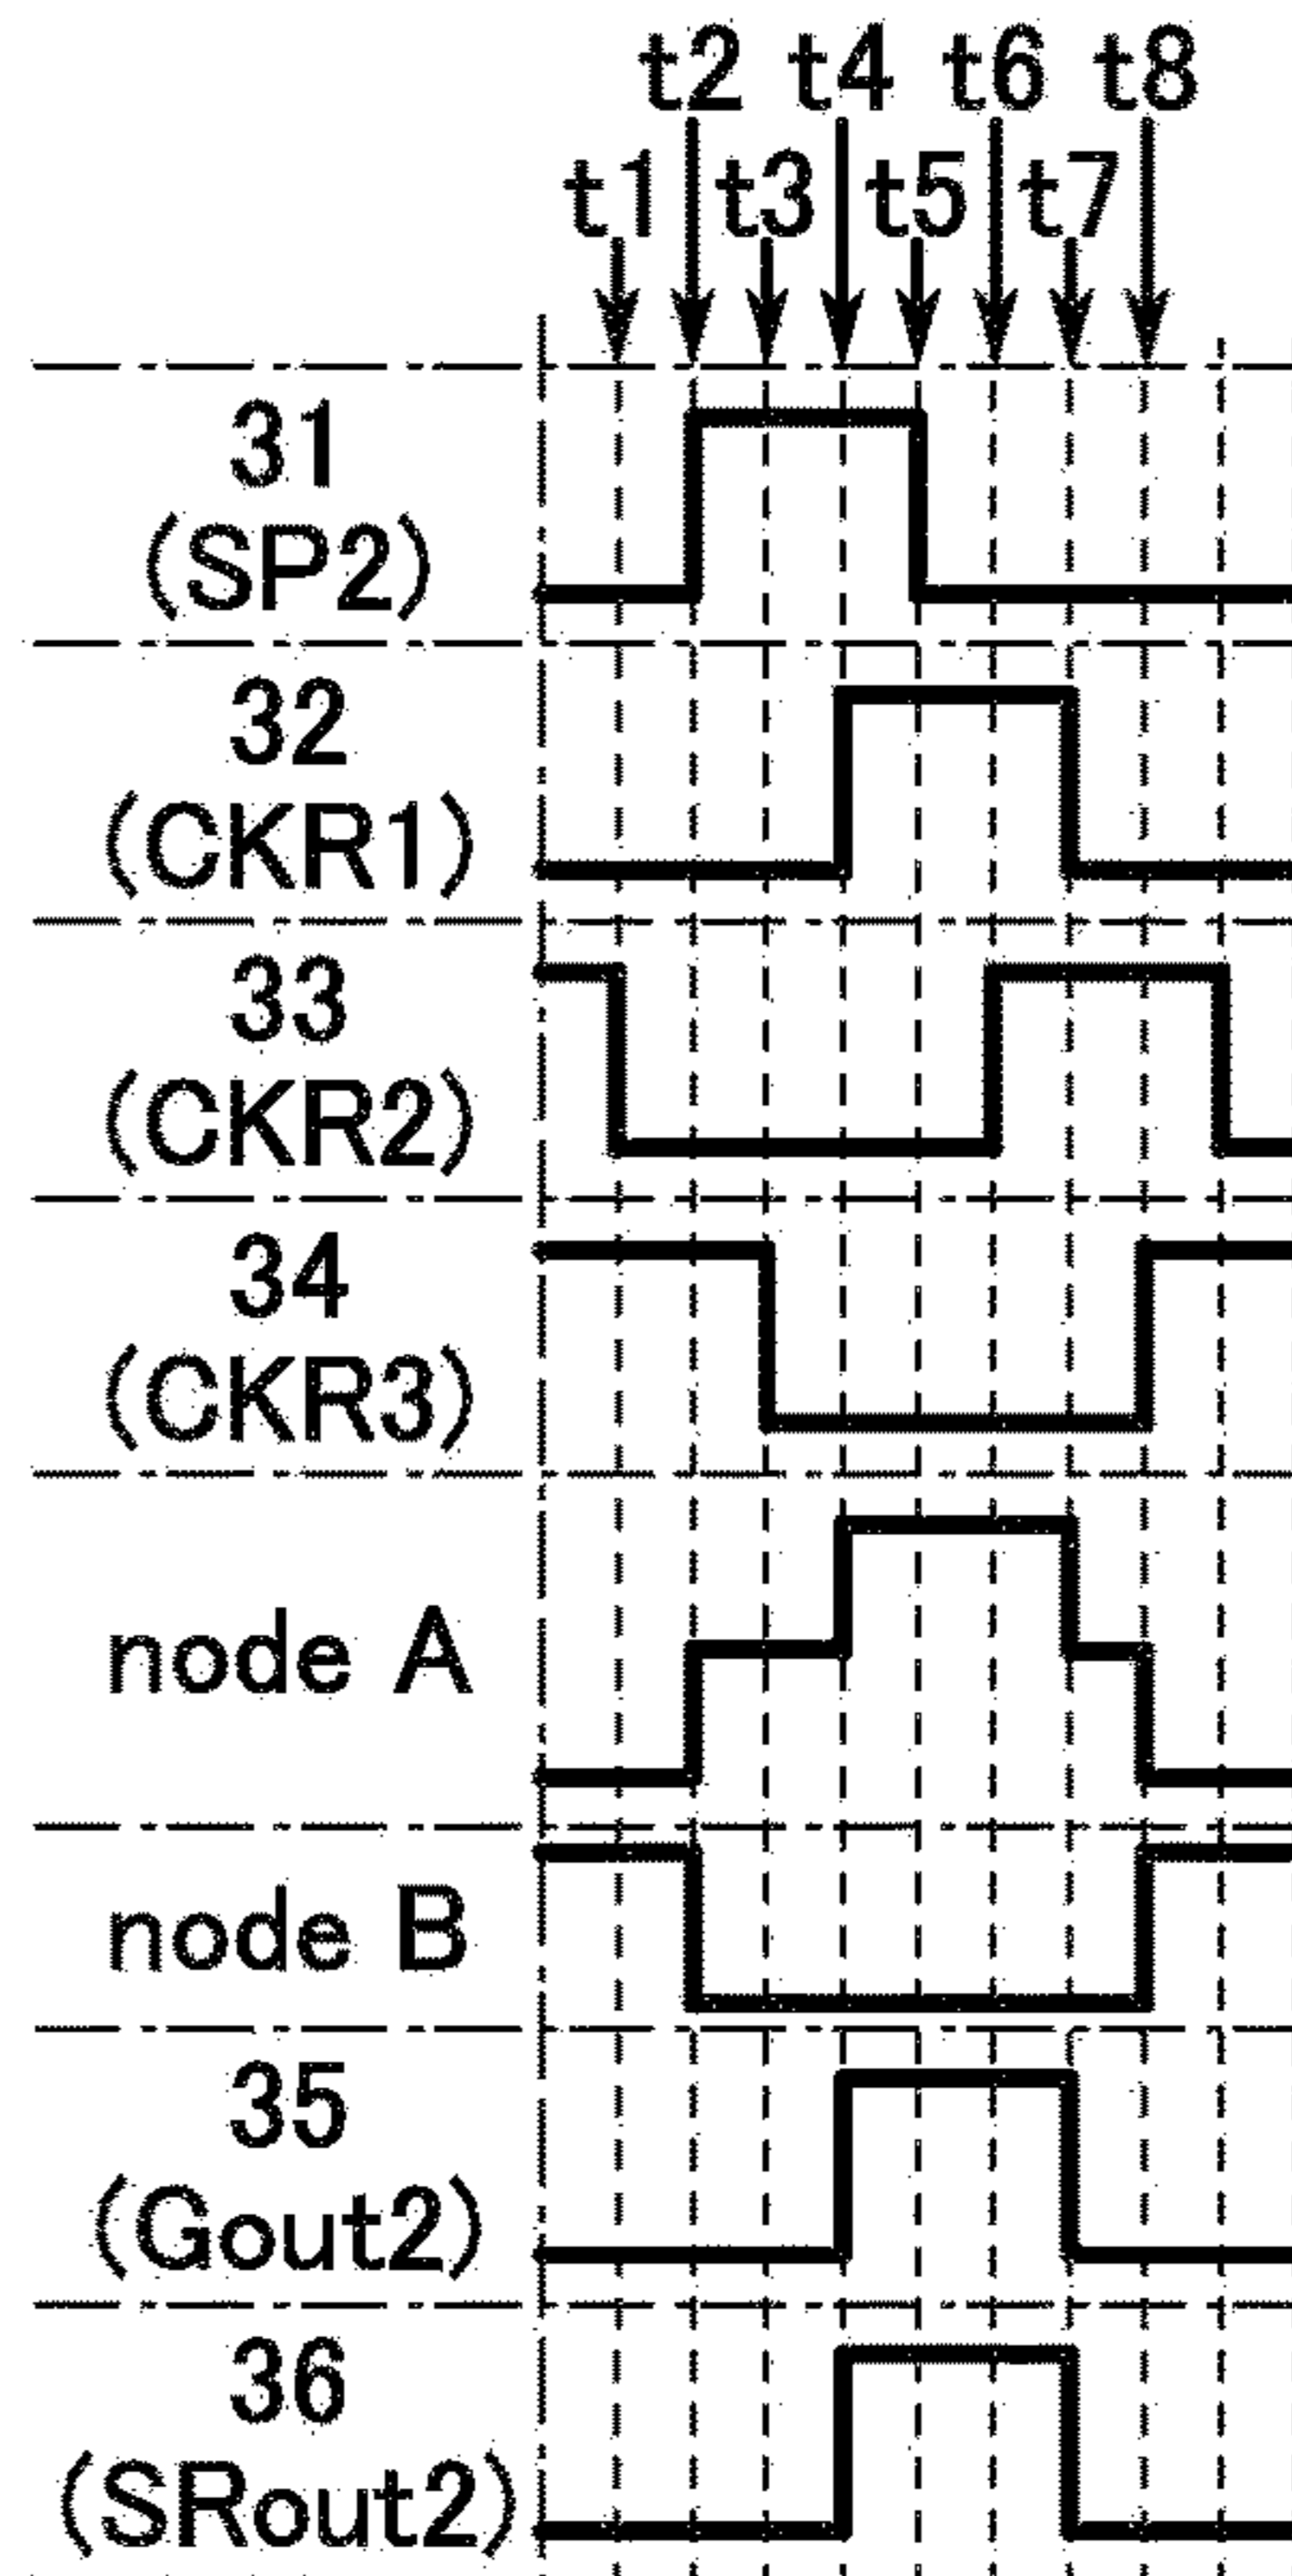 t2 t4 t6 t8
t1 t3 t5 t7
31
(SP2)
32
(CKR1)
33
(CKR2)
34
(CKR3)
node A
node B
35
(Gout2)
36
(SRout2)